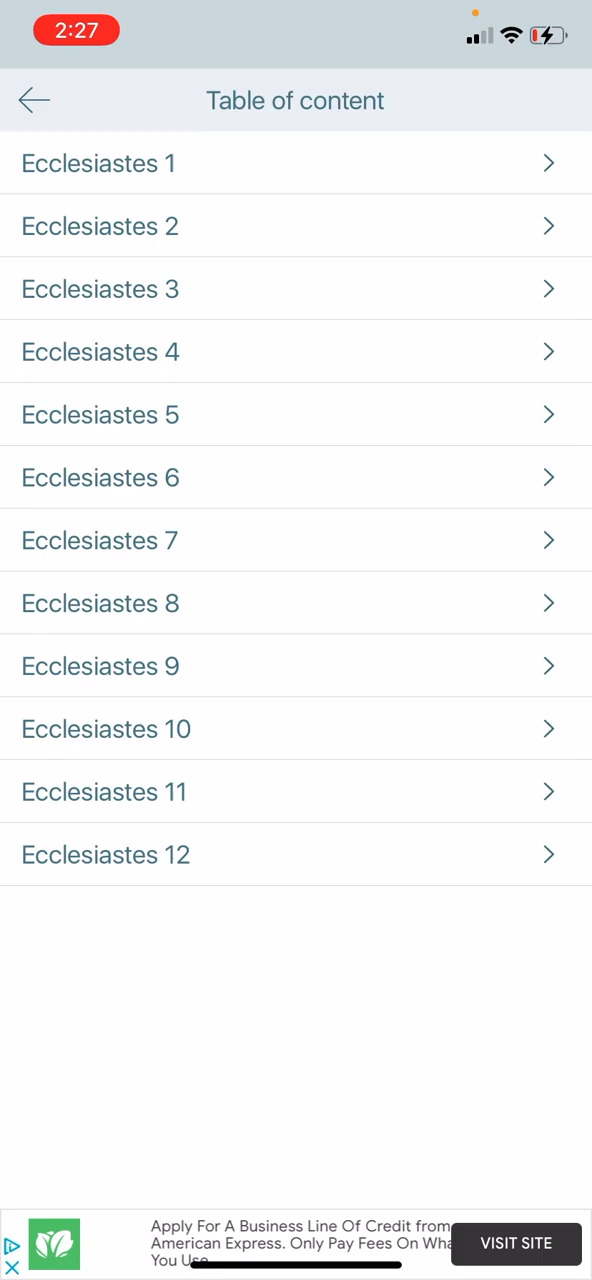 2:27
Table of content
Ecclesiastes 1
Ecclesiastes 2
Ecclesiastes 3
Ecclesiastes 4
Ecclesiastes 5
Ecclesiastes 6
Ecclesiastes 7
Ecclesiastes 8
Ecclesiastes 9
Ecclesiastes 10
Ecclesiastes 11
Ecclesiastes 12
Apply For A Business Line Of Credit from
American Express. Only Pay Fees On
You Use
VISIT SITE